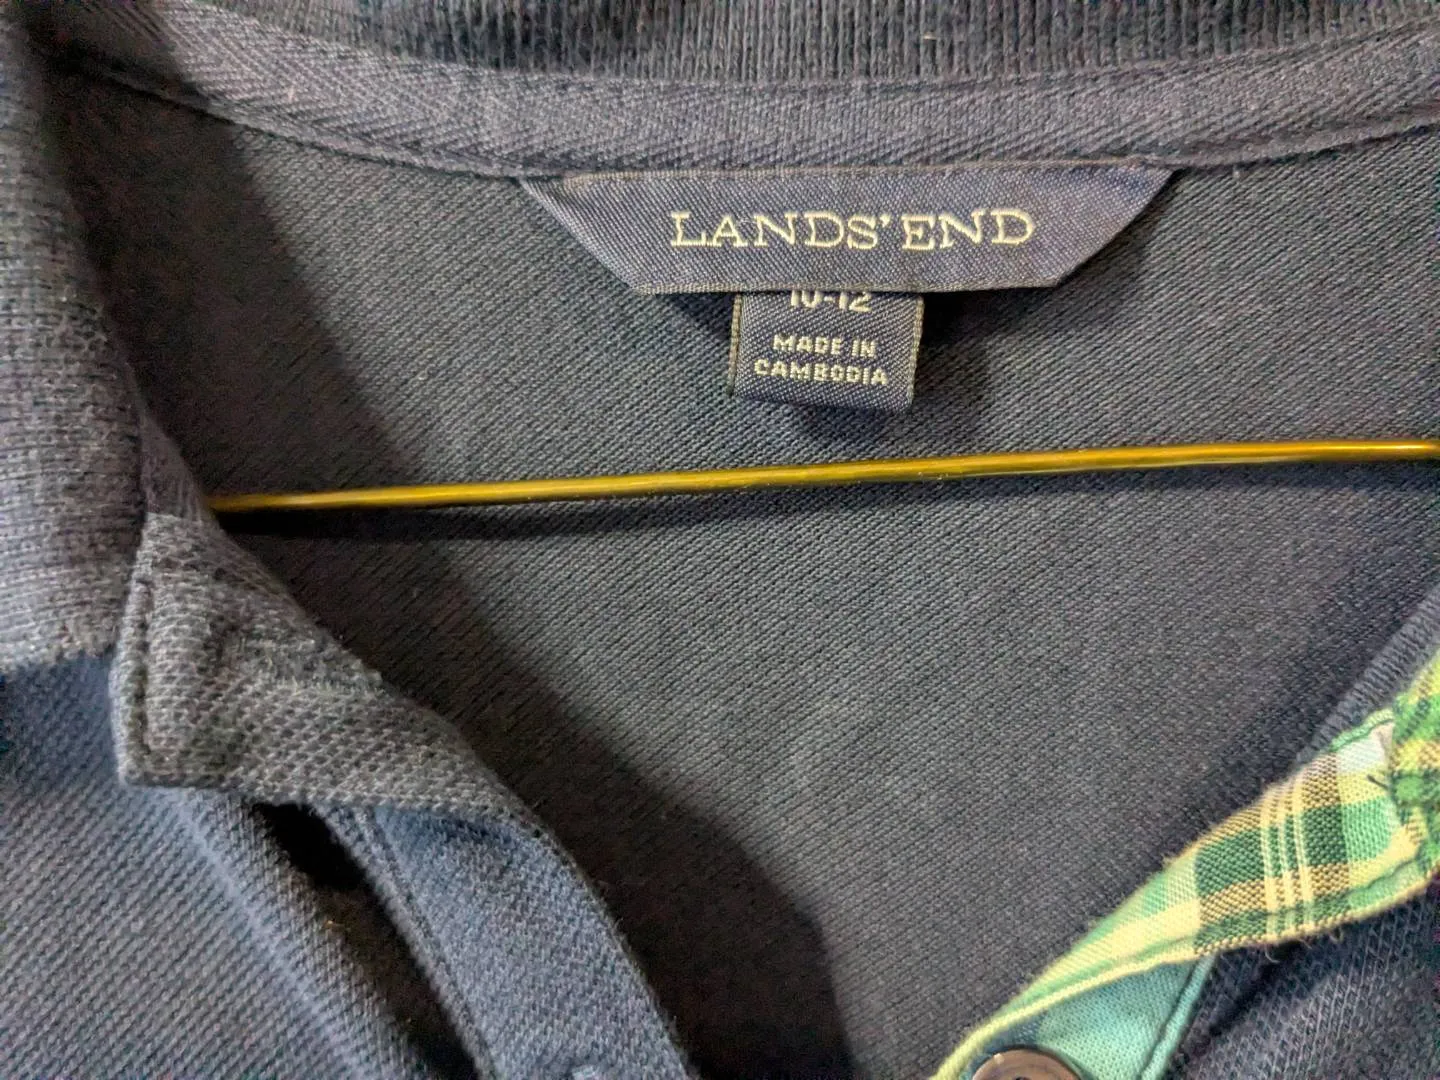 LANDS' END
10-12
MADE IN
CAMBODIA